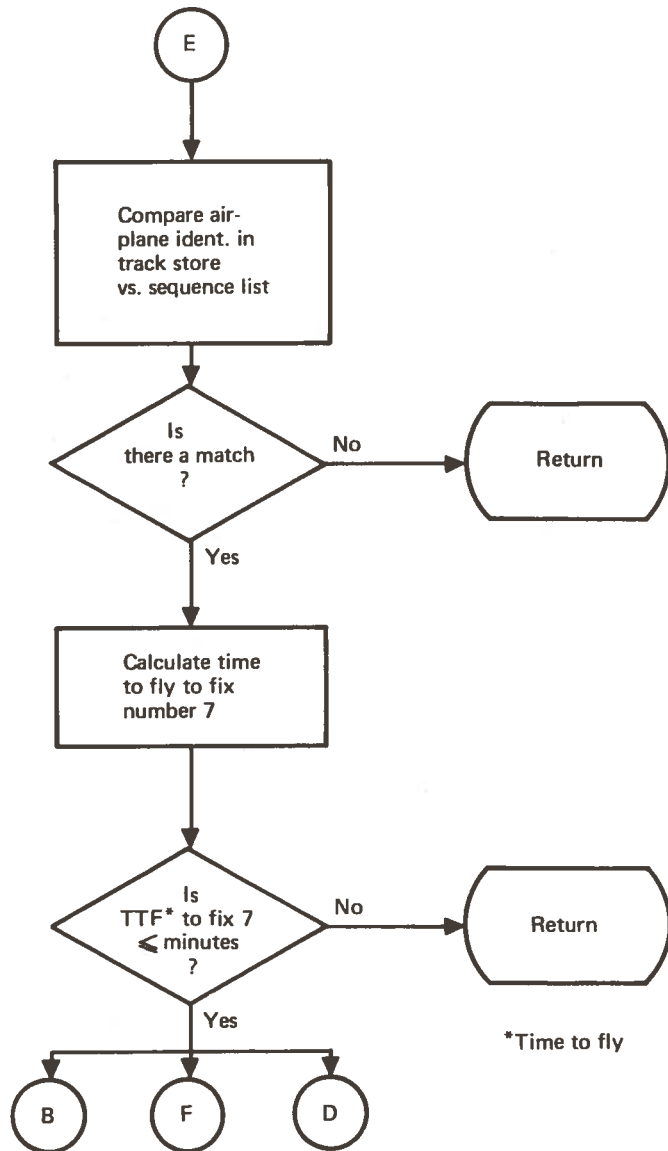 E
Compare air-
plane ident. in
track store
vs. sequence list
Is
there a match
?
No
Return
Yes
Calculate time
to fly to fix
number 7
Is
TTF* to fix 7
⩽ minutes
?
No
Return
Yes
*Time to fly
B
F
D